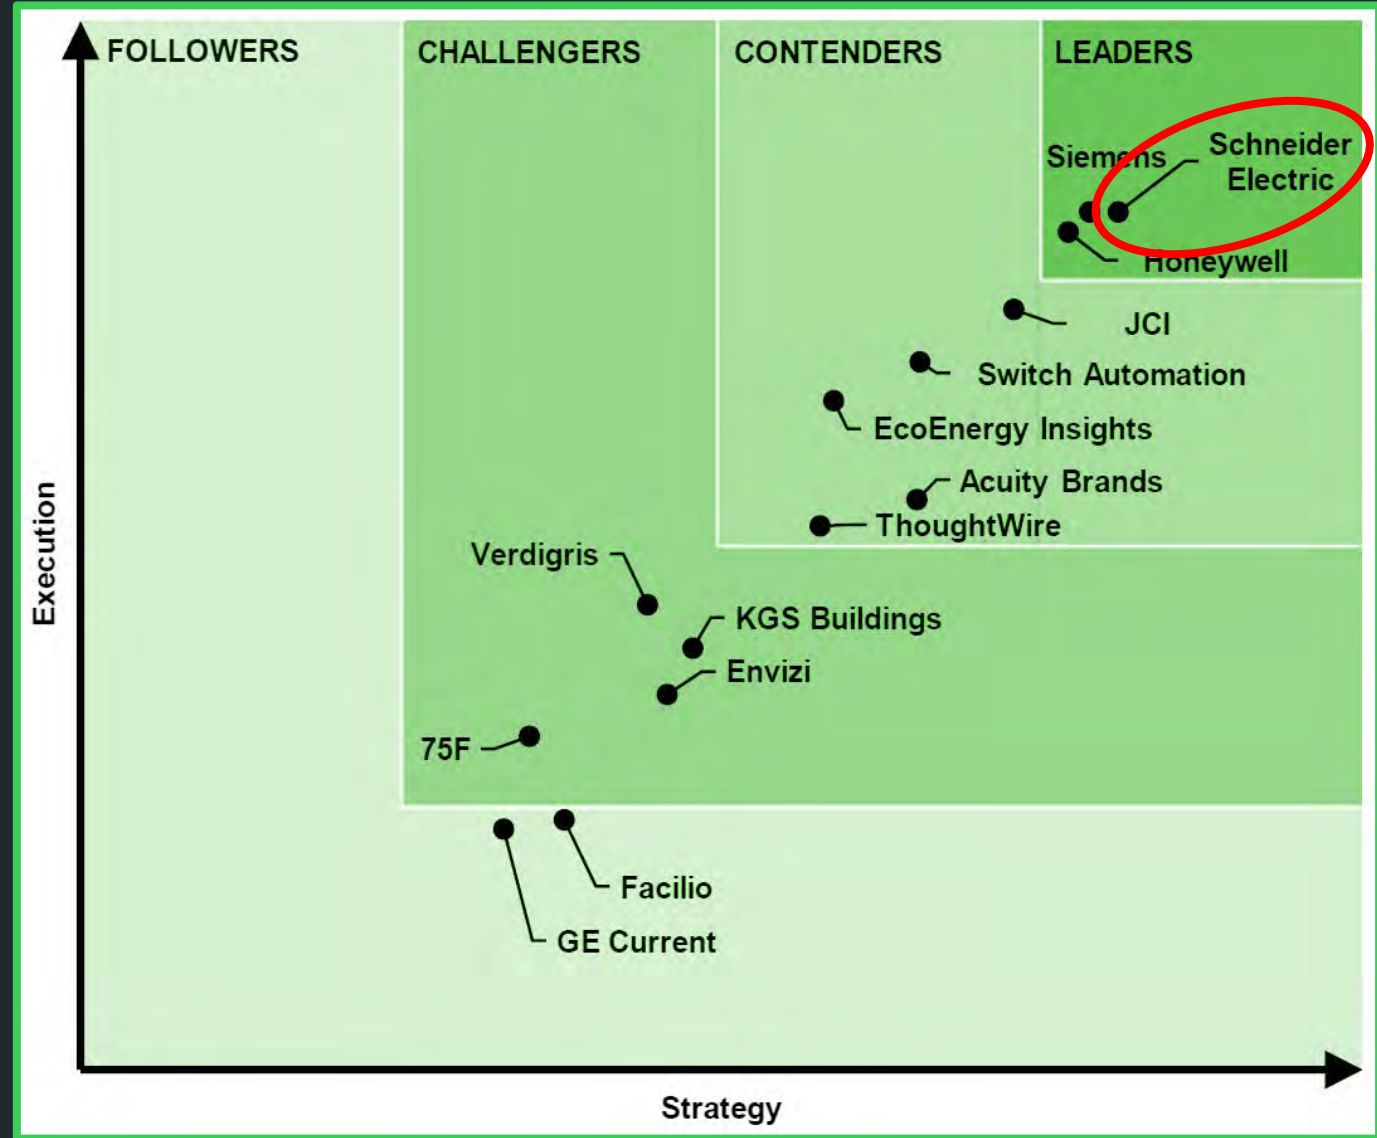 FOLLOWERS
CHALLENGERS
CONTENDERS
LEADERS
Siemens
Schneider
Electric
Honeywell
JCI
Switch Automation
EcoEnergy Insights
Acuity Brands
ThoughtWire
Verdigris
KGS Buildings
Envizi
75F
Facilio
GE Current
Execution
Strategy